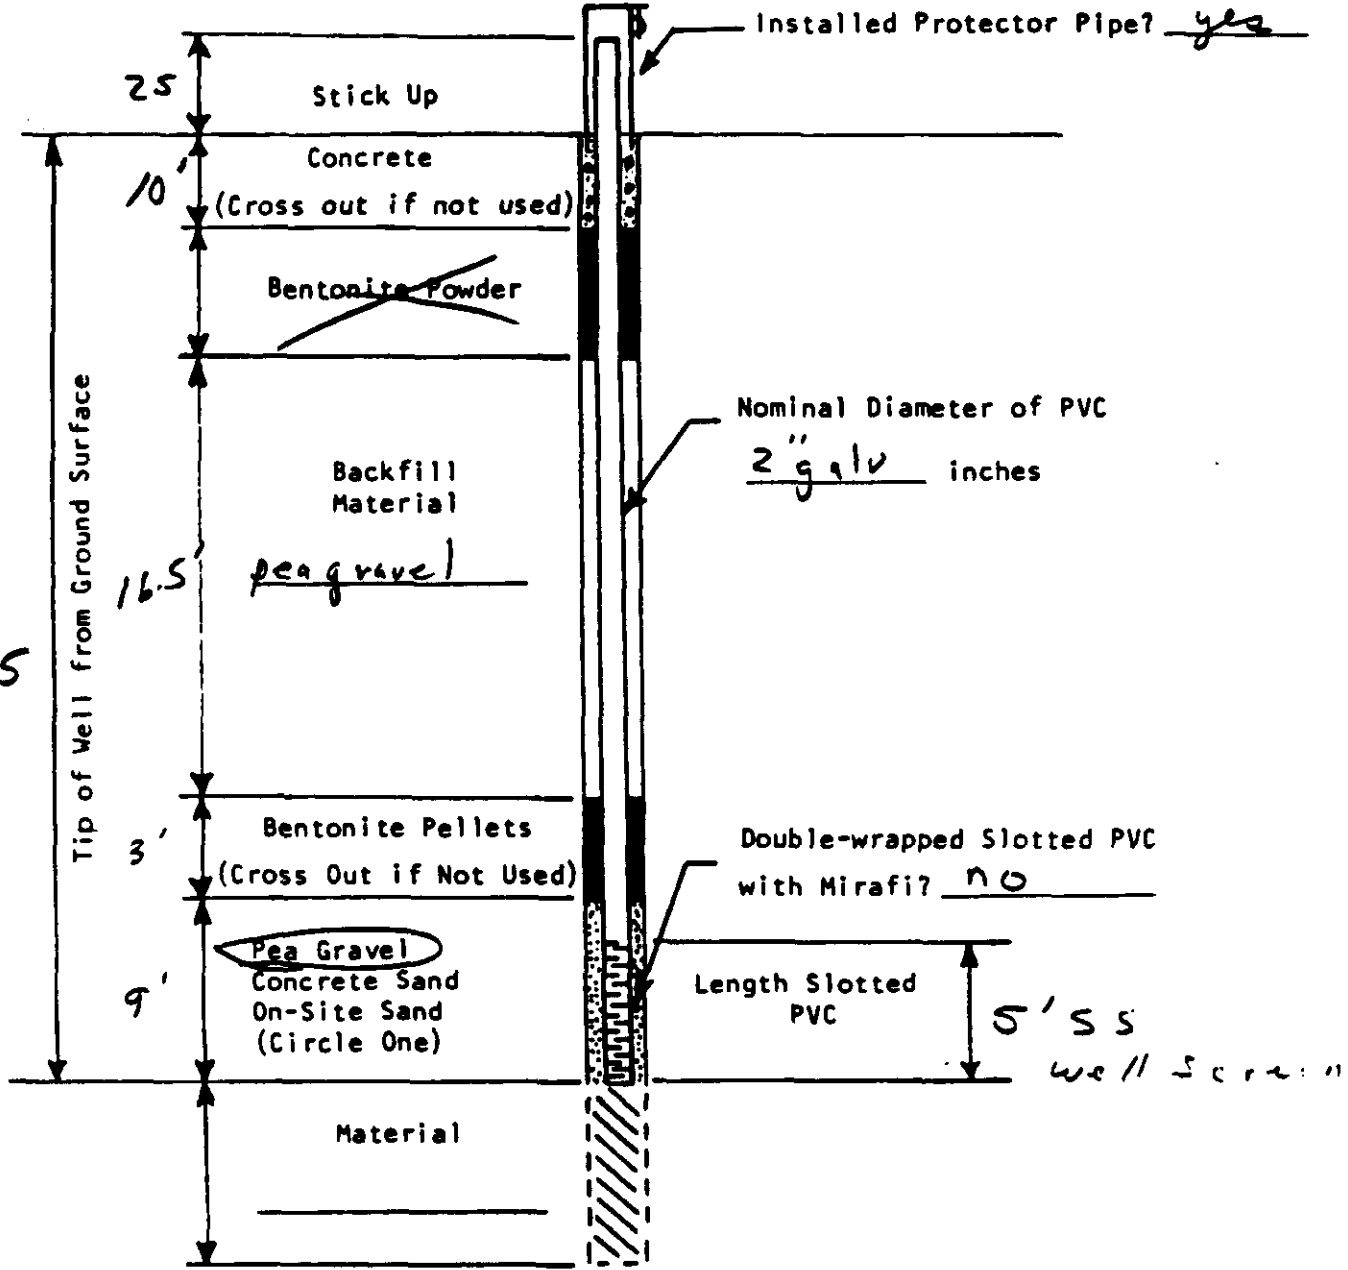 Installed Protector Pipe? yes
25
Stick Up
10'
Concrete
(Cross out if not used)
Bentonite Powder
Nominal Diameter of PVC
2" galv inches
Backfill
Material
16.5'
pea gravel
5
Tip of Well from Ground Surface
3'
Bentonite Pellets
(Cross Out if Not Used)
Double-wrapped Slotted PVC
with Mirafi? no
9'
Pea Gravel
Concrete Sand
On-Site Sand
(Circle One)
Length Slotted
PVC
5' SS
well Screen
Material